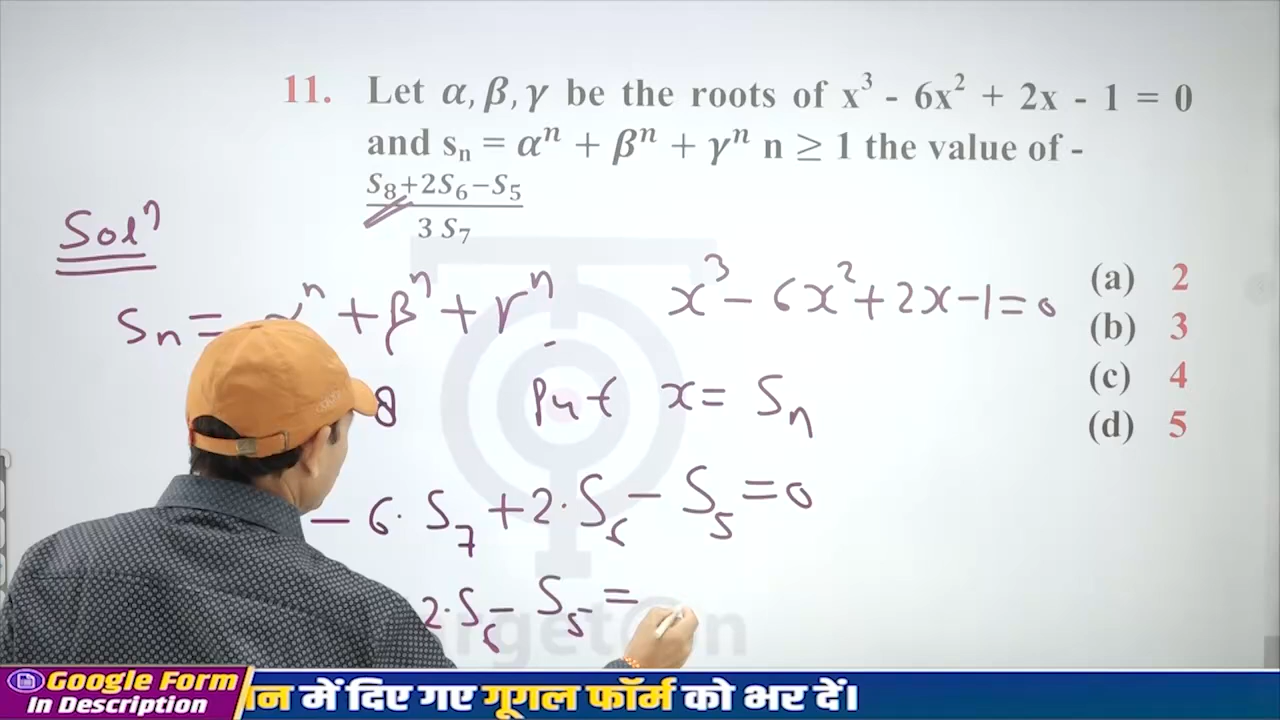 11. Let α, β, γ be the roots of x³ - 6x² + 2x - 1 = 0
and sₙ = αⁿ + βⁿ + γⁿ n ≥ 1 the value of -
S₈+2S₆−S₅
3 S₇
Solⁿ
Sₙ = αⁿ + βⁿ + γⁿ
x³ − 6x² + 2x − 1 = 0
(a) 2
(b) 3
(c) 4
(d) 5
8 Put x = Sₙ
− 6· S₇ + 2· S₆ − S₅ = 0
2· S₆ − S₅ =
Google Form
In Description
में दिए गए गूगल फॉर्म को भर दें।